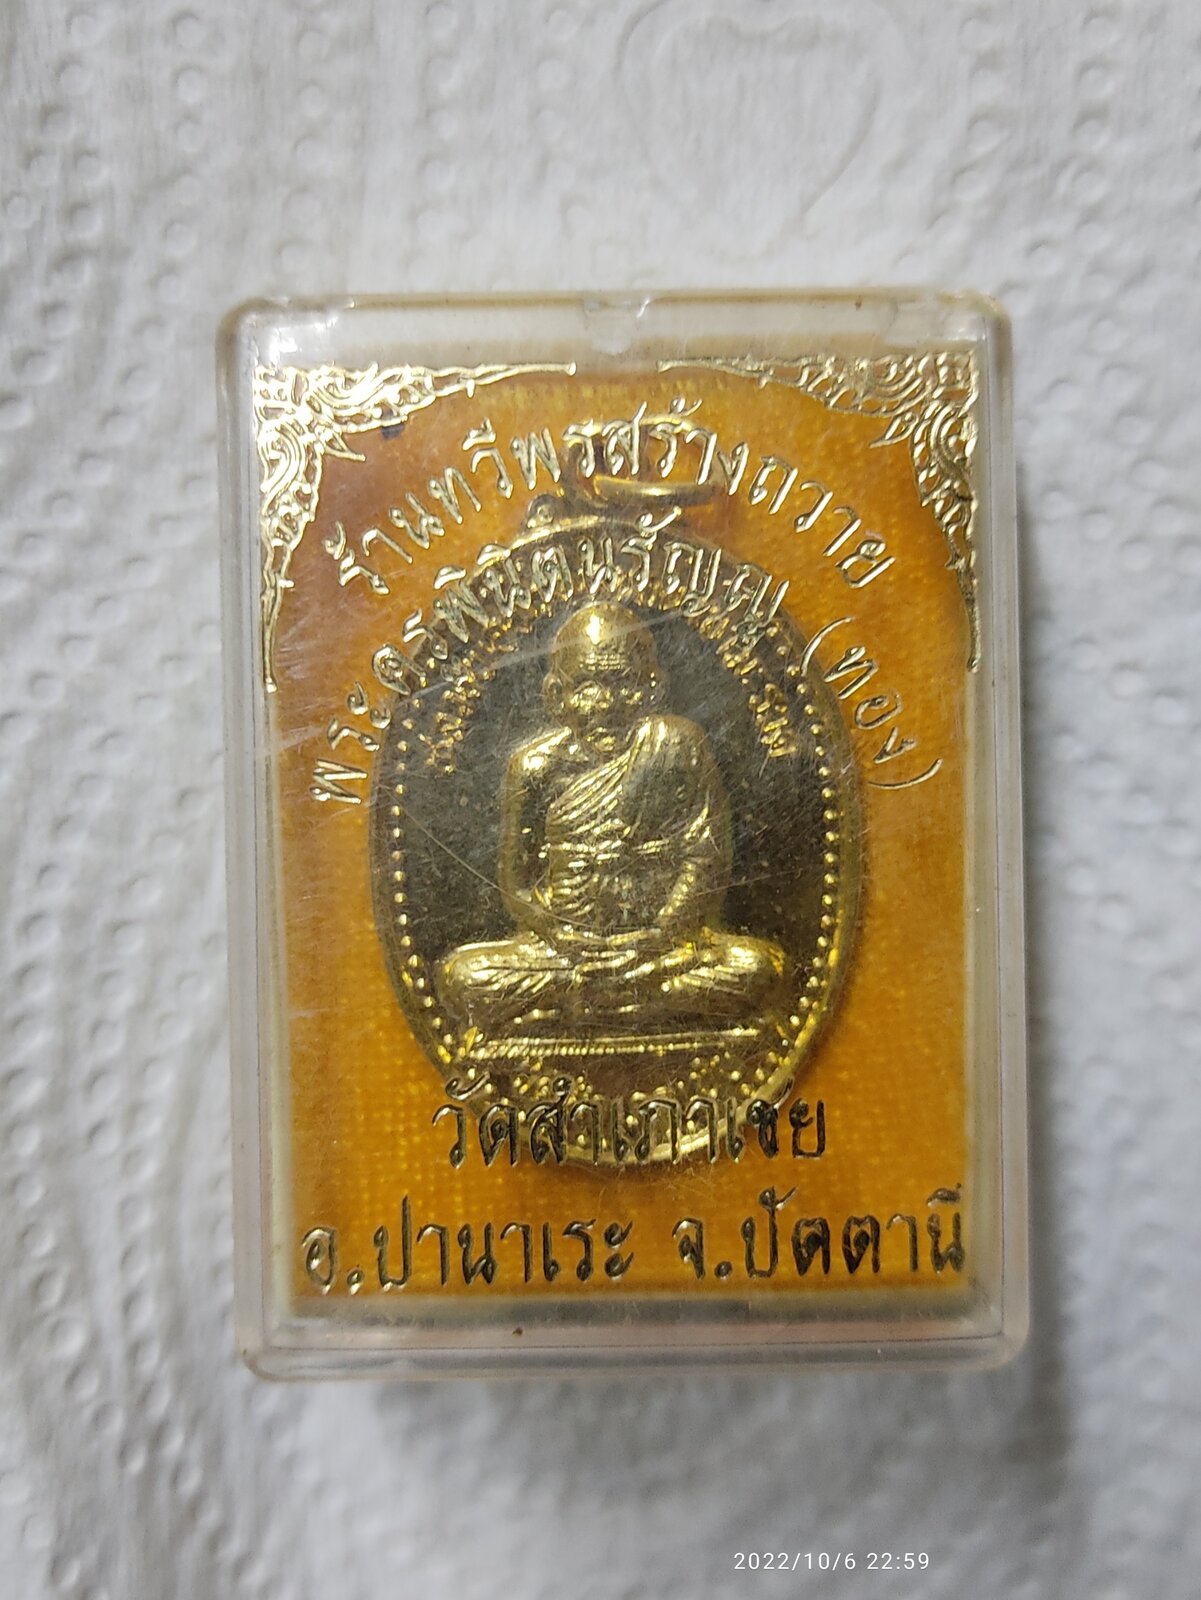 ร้านทวีพรสร้างถวาย
พระครูพินิตนรัญญู (ทอง)
วัดสำเภาเชย
อ.ปานาเระ จ.ปัตตานี
2022/10/6 22:59